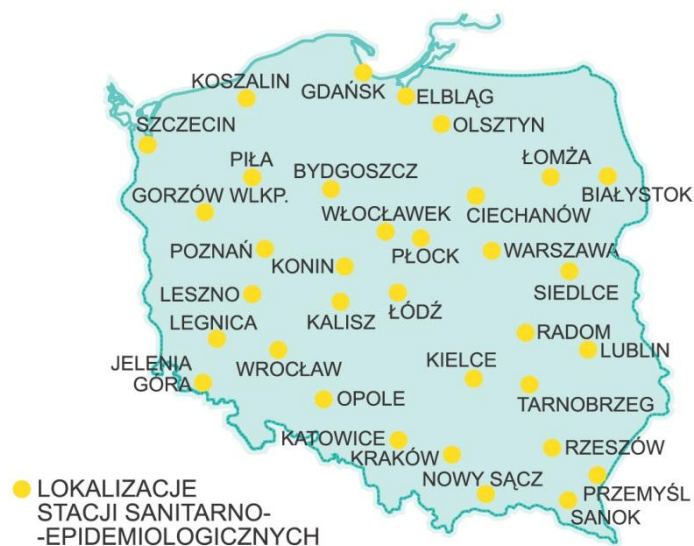 GDAŃSK
KOSZALIN
ELBLĄG
SZCZECIN
OLSZTYN
PIŁA
BYDGOSZCZ
ŁOMŻA
GORZÓW WLKP.
BIAŁYSTOK
WŁOCŁAWEK
CIECHANÓW
POZNAŃ
PŁOCK
WARSZAWA
KONIN
LESZNO
SIEDLCE
KALISZ
ŁÓDŹ
LEGNICA
RADOM
LUBLIN
JELENIA
GÓRA
WROCŁAW
KIELCE
OPOLE
TARNOBRZEG
KATOWICE
KRAKÓW
RZESZÓW
NOWY SĄCZ
PRZEMYŚL
SANOK
LOKALIZACJE
STACJI SANITARNO-
-EPIDEMIOLOGICZNYCH